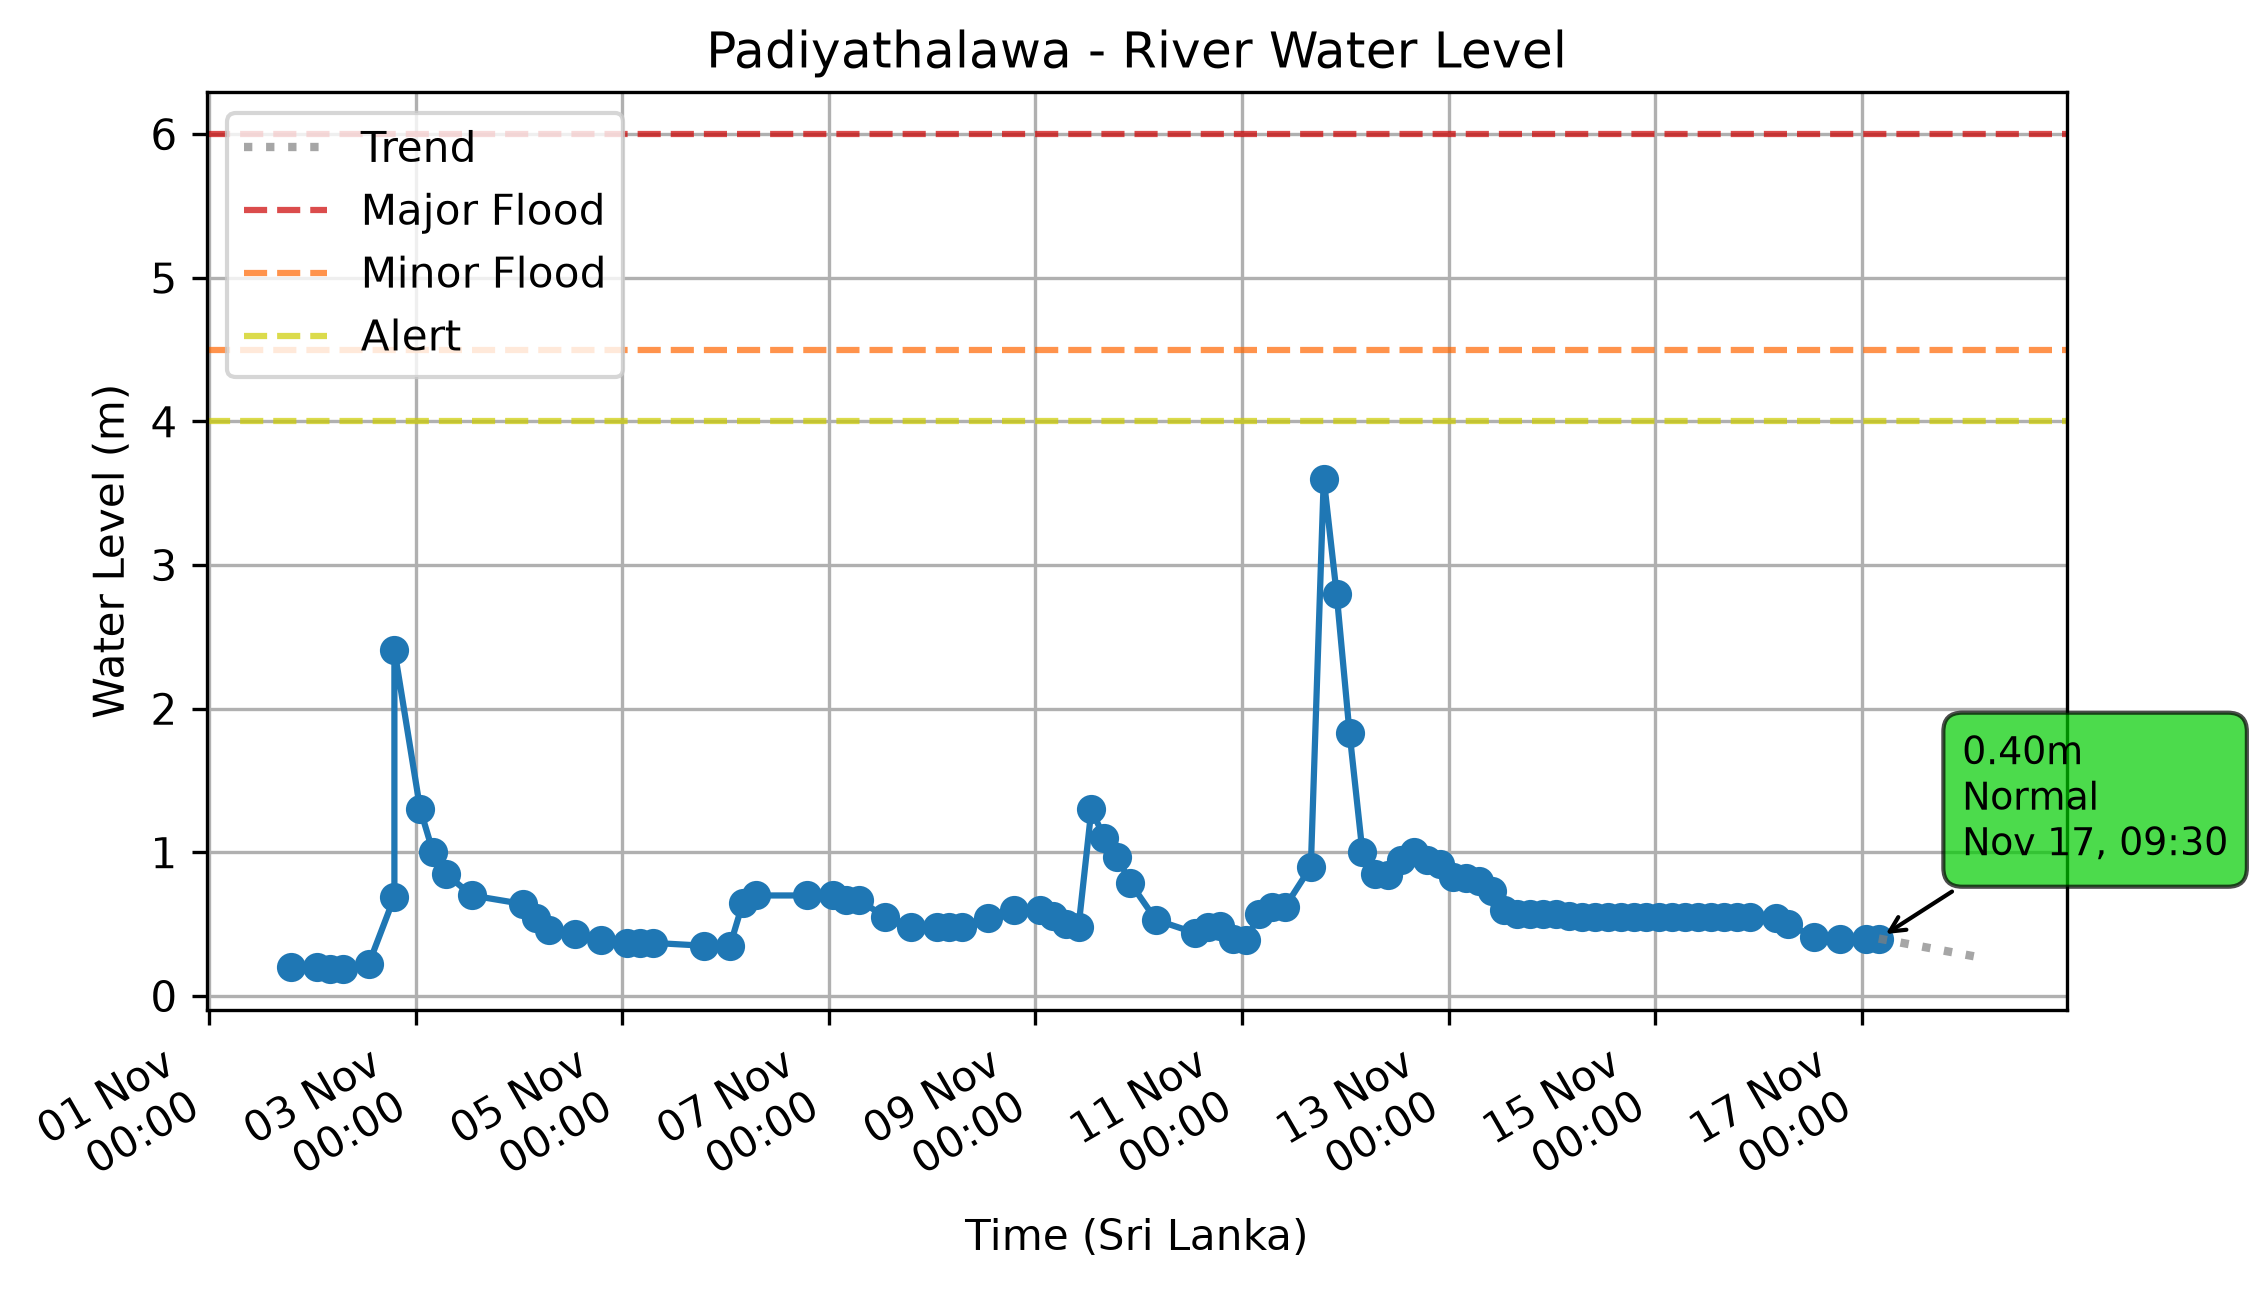 Padiyathalawa - River Water Level
Trend
Major Flood
Minor Flood
Alert
Water Level (m)
6
5
4
3
2
1
0
0.40m
Normal
Nov 17, 09:30
01 Nov
00:00
03 Nov
00:00
05 Nov
00:00
07 Nov
00:00
09 Nov
00:00
11 Nov
00:00
13 Nov
00:00
15 Nov
00:00
17 Nov
00:00
Time (Sri Lanka)